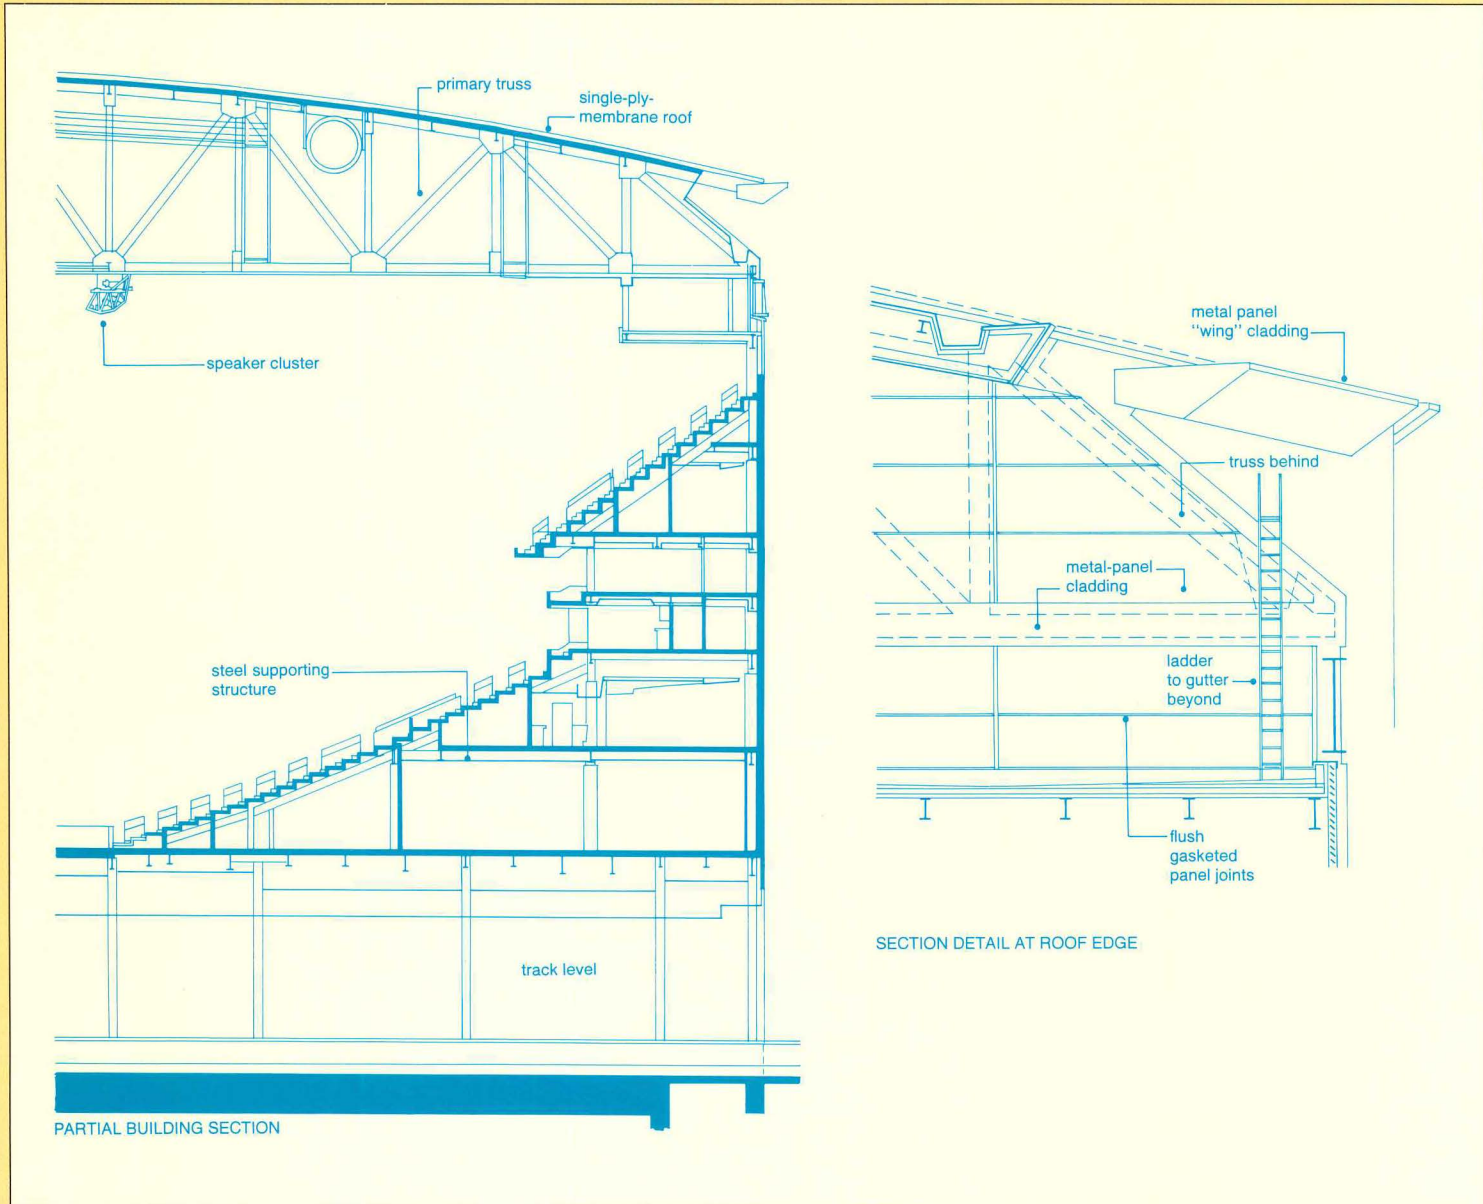 primary truss
single-ply-
membrane roof
speaker cluster
steel supporting
structure
track level
PARTIAL BUILDING SECTION
metal panel
"wing" cladding
truss behind
metal-panel
cladding
ladder
to gutter
beyond
flush
gasketed
panel joints
SECTION DETAIL AT ROOF EDGE